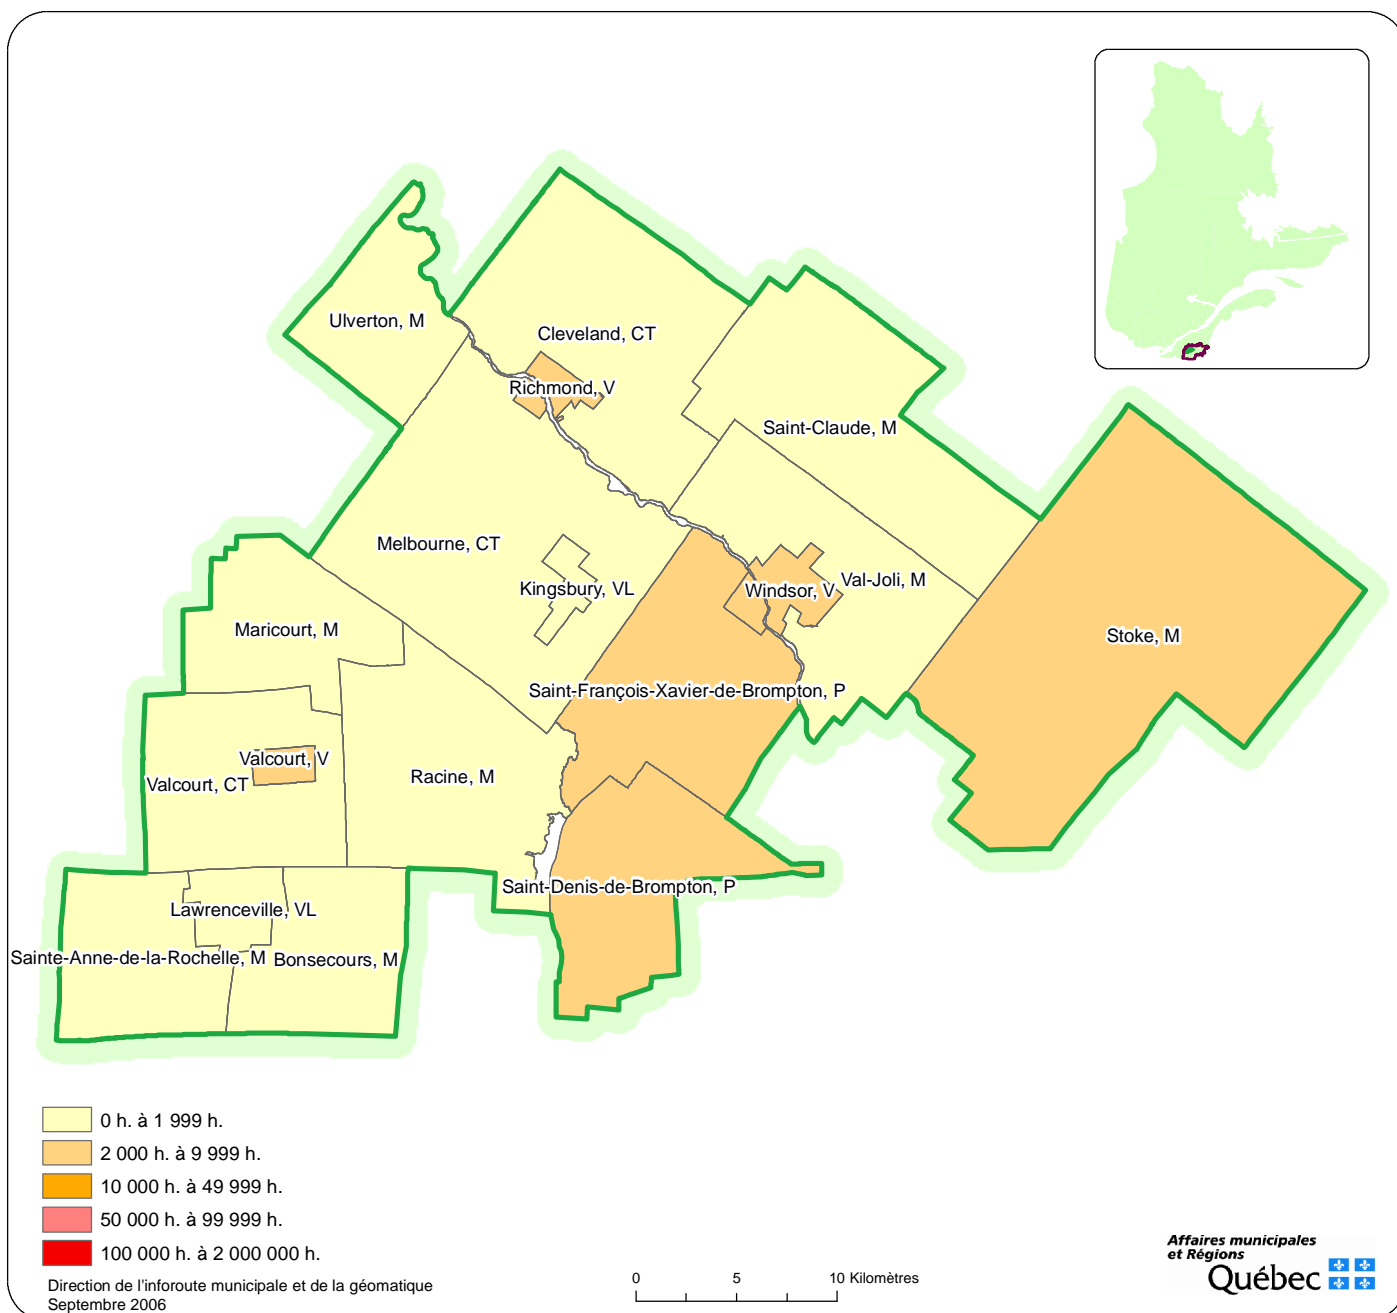 Ulverton, M
Cleveland, CT
Richmond, V
Saint-Claude, M
Melbourne, CT
Kingsbury, VL
Windsor, V
Val-Joli, M
Stoke, M
Maricourt, M
Saint-François-Xavier-de-Brompton, P
Valcourt, V
Valcourt, CT
Racine, M
Saint-Denis-de-Brompton, P
Lawrenceville, VL
Sainte-Anne-de-la-Rochelle, M
Bonsecours, M
0 h. à 1 999 h.
2 000 h. à 9 999 h.
10 000 h. à 49 999 h.
50 000 h. à 99 999 h.
100 000 h. à 2 000 000 h.
Direction de l'inforoute municipale et de la géomatique
Septembre 2006
0 5 10 Kilomètres
Affaires municipales
et Régions
Québec